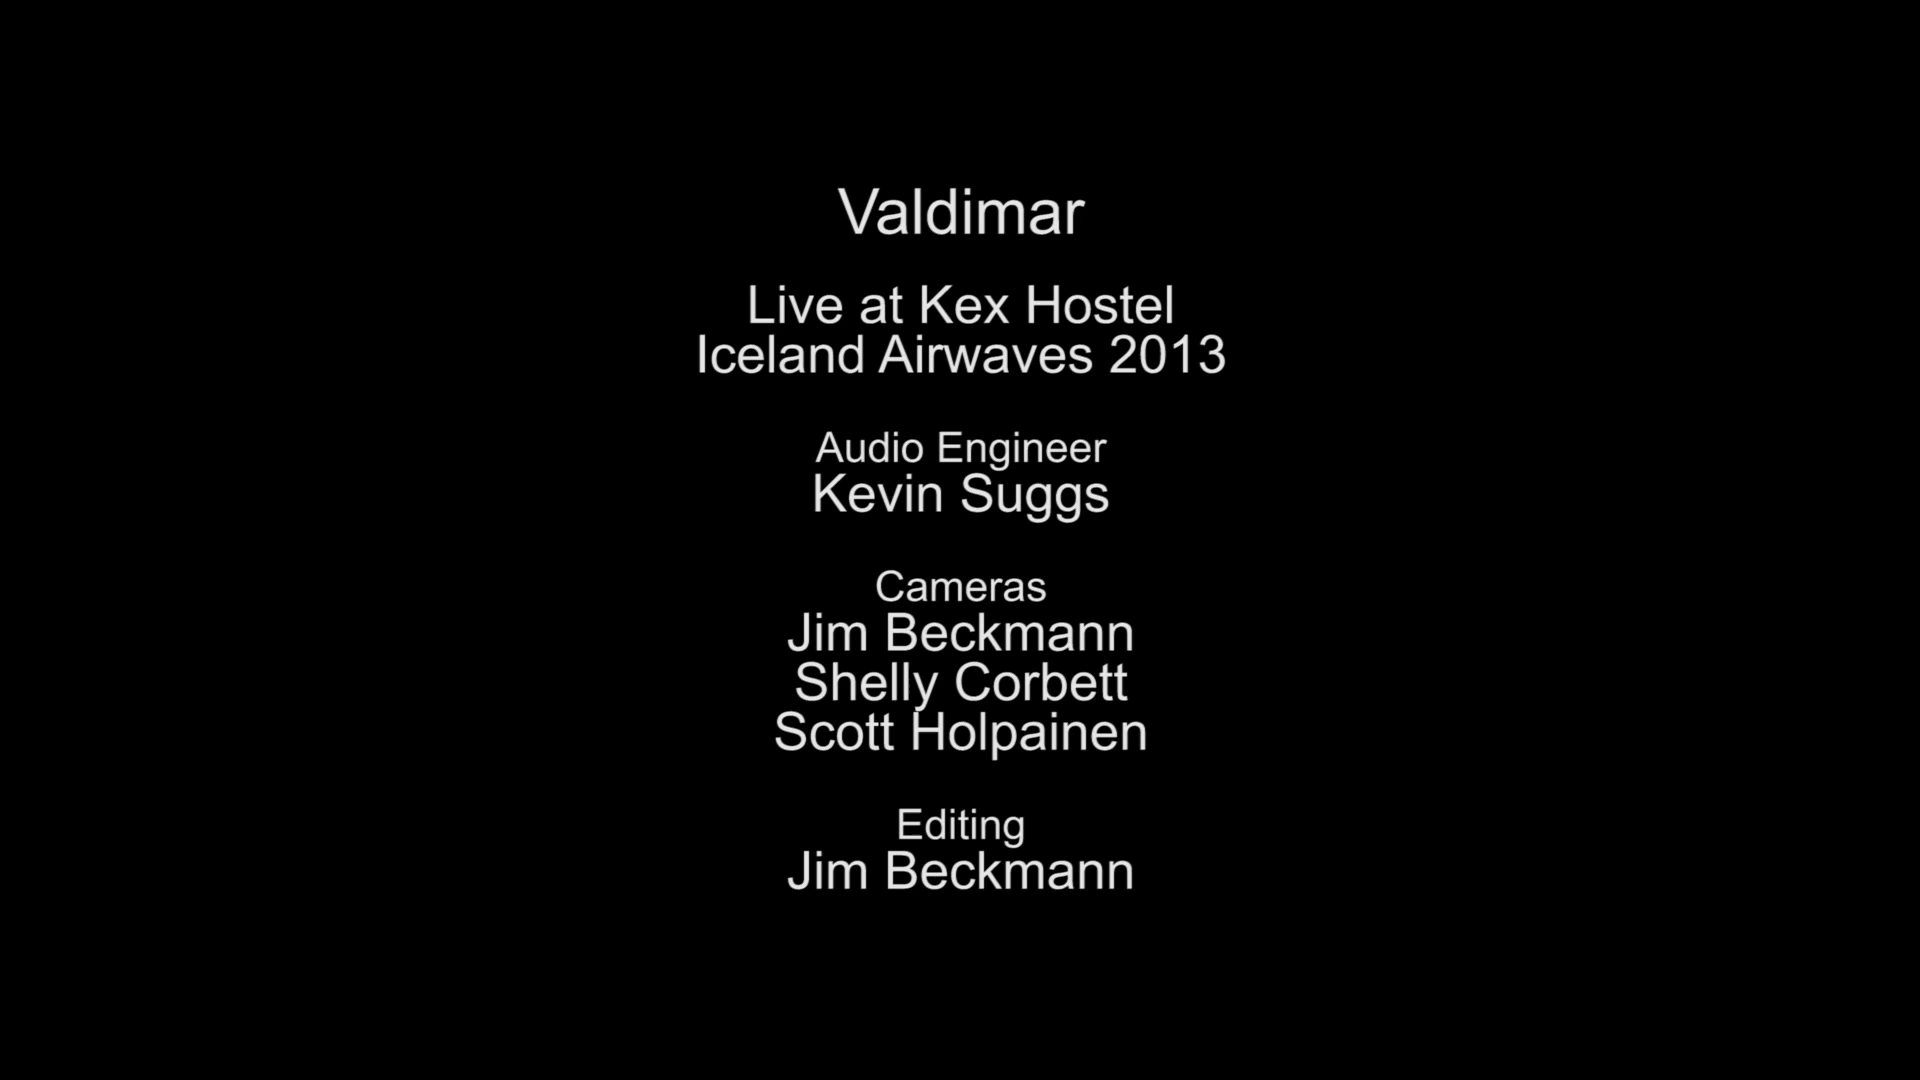 Valdimar
Live at Kex Hostel
Iceland Airwaves 2013
Audio Engineer
Kevin Suggs
Cameras
Jim Beckmann
Shelly Corbett
Scott Holpainen
Editing
Jim Beckmann